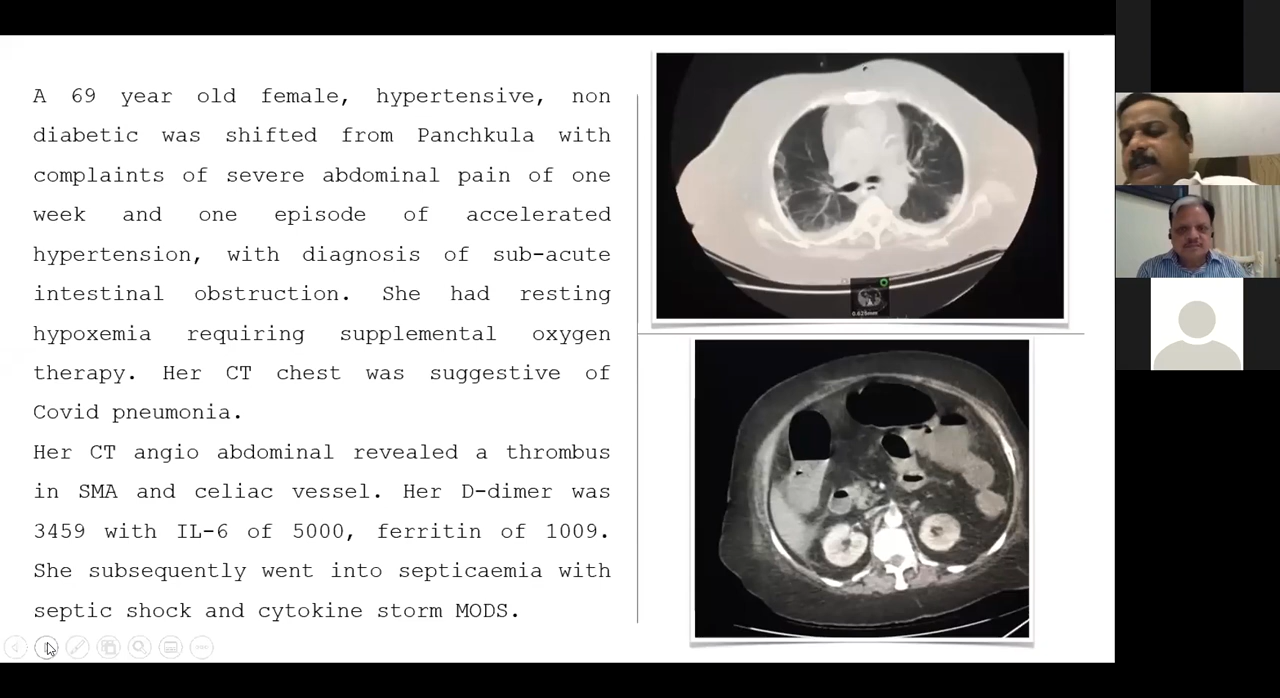 A 69 year old female, hypertensive, non
diabetic was shifted from Panchkula with
complaints of severe abdominal pain of one
week and one episode of accelerated
hypertension, with diagnosis of sub-acute
intestinal obstruction. She had resting
hypoxemia requiring supplemental oxygen
therapy. Her CT chest was suggestive of
Covid pneumonia.
Her CT angio abdominal revealed a thrombus
in SMA and celiac vessel. Her D-dimer was
3459 with IL-6 of 5000, ferritin of 1009.
She subsequently went into septicaemia with
septic shock and cytokine storm MODS.
0.625mm